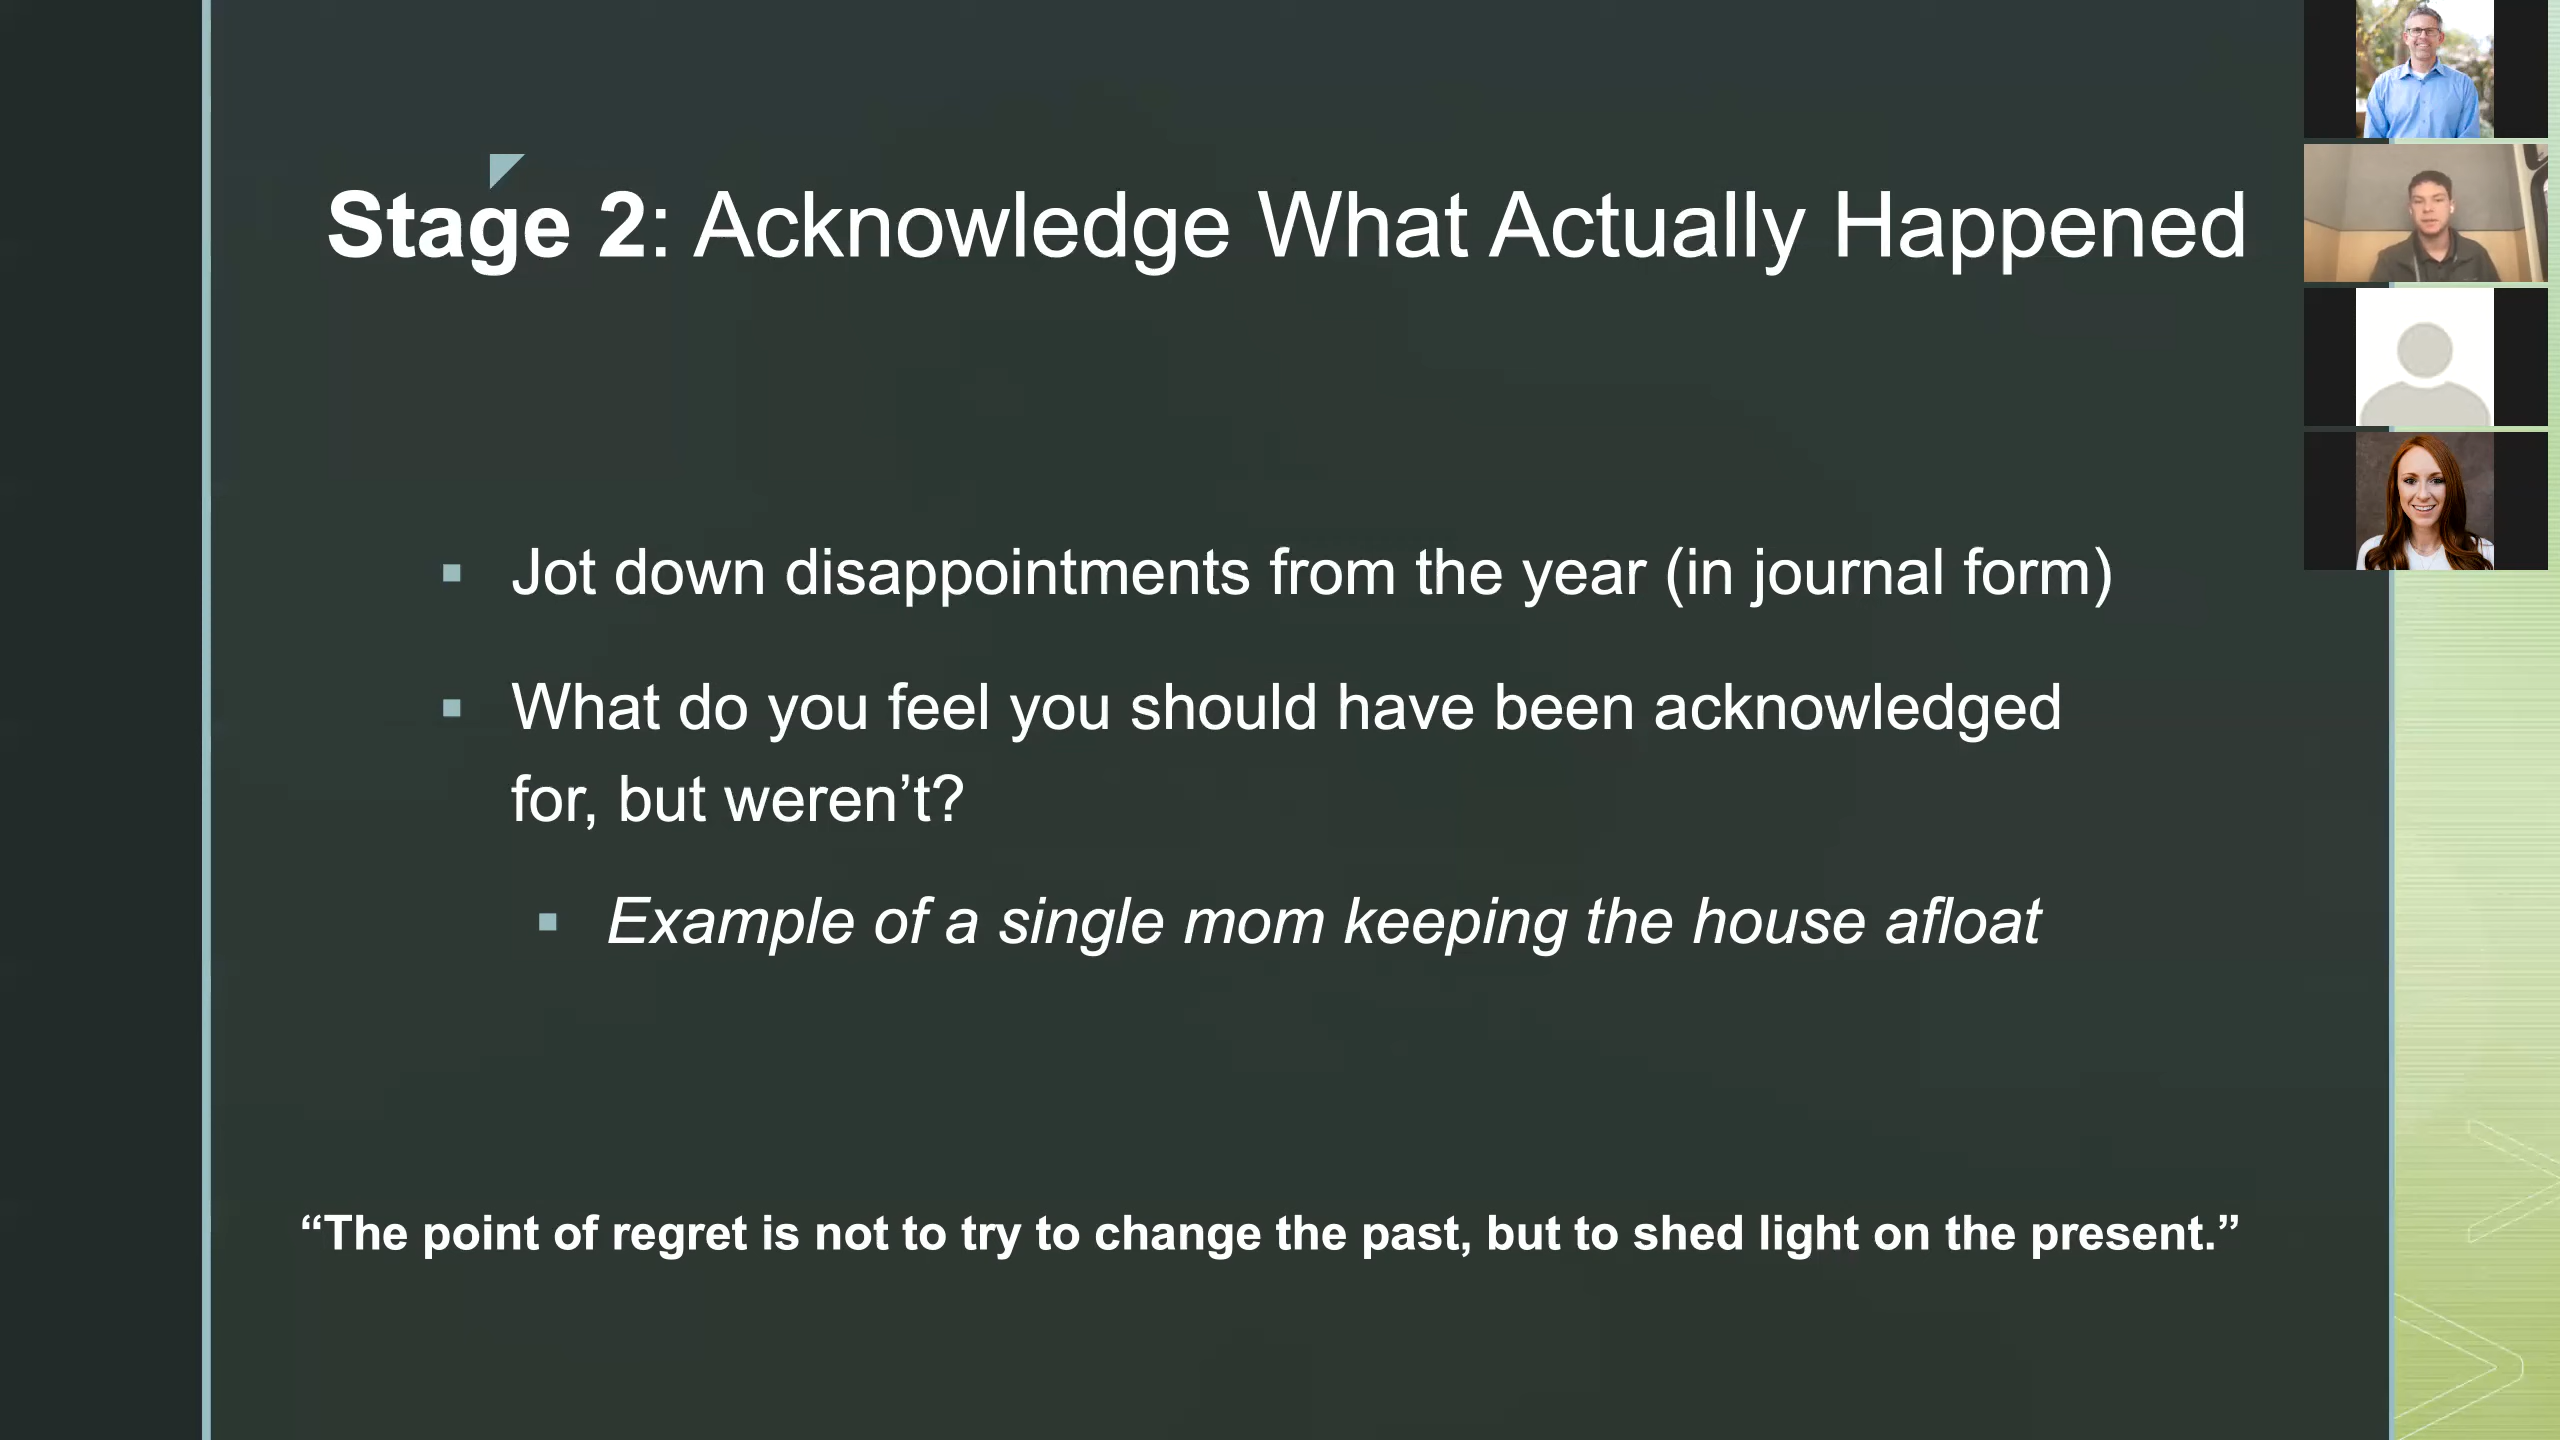 Stage 2: Acknowledge What Actually Happened
Jot down disappointments from the year (in journal form)
What do you feel you should have been acknowledged
for, but weren’t?
Example of a single mom keeping the house afloat
“The point of regret is not to try to change the past, but to shed light on the present.”